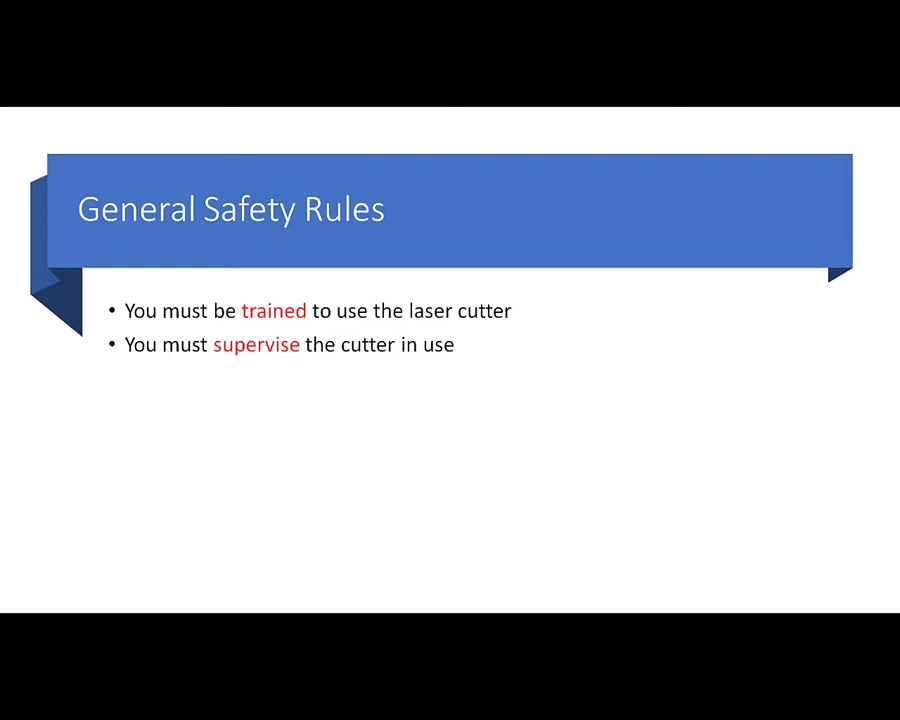 General Safety Rules
• You must be trained to use the laser cutter
• You must supervise the cutter in use